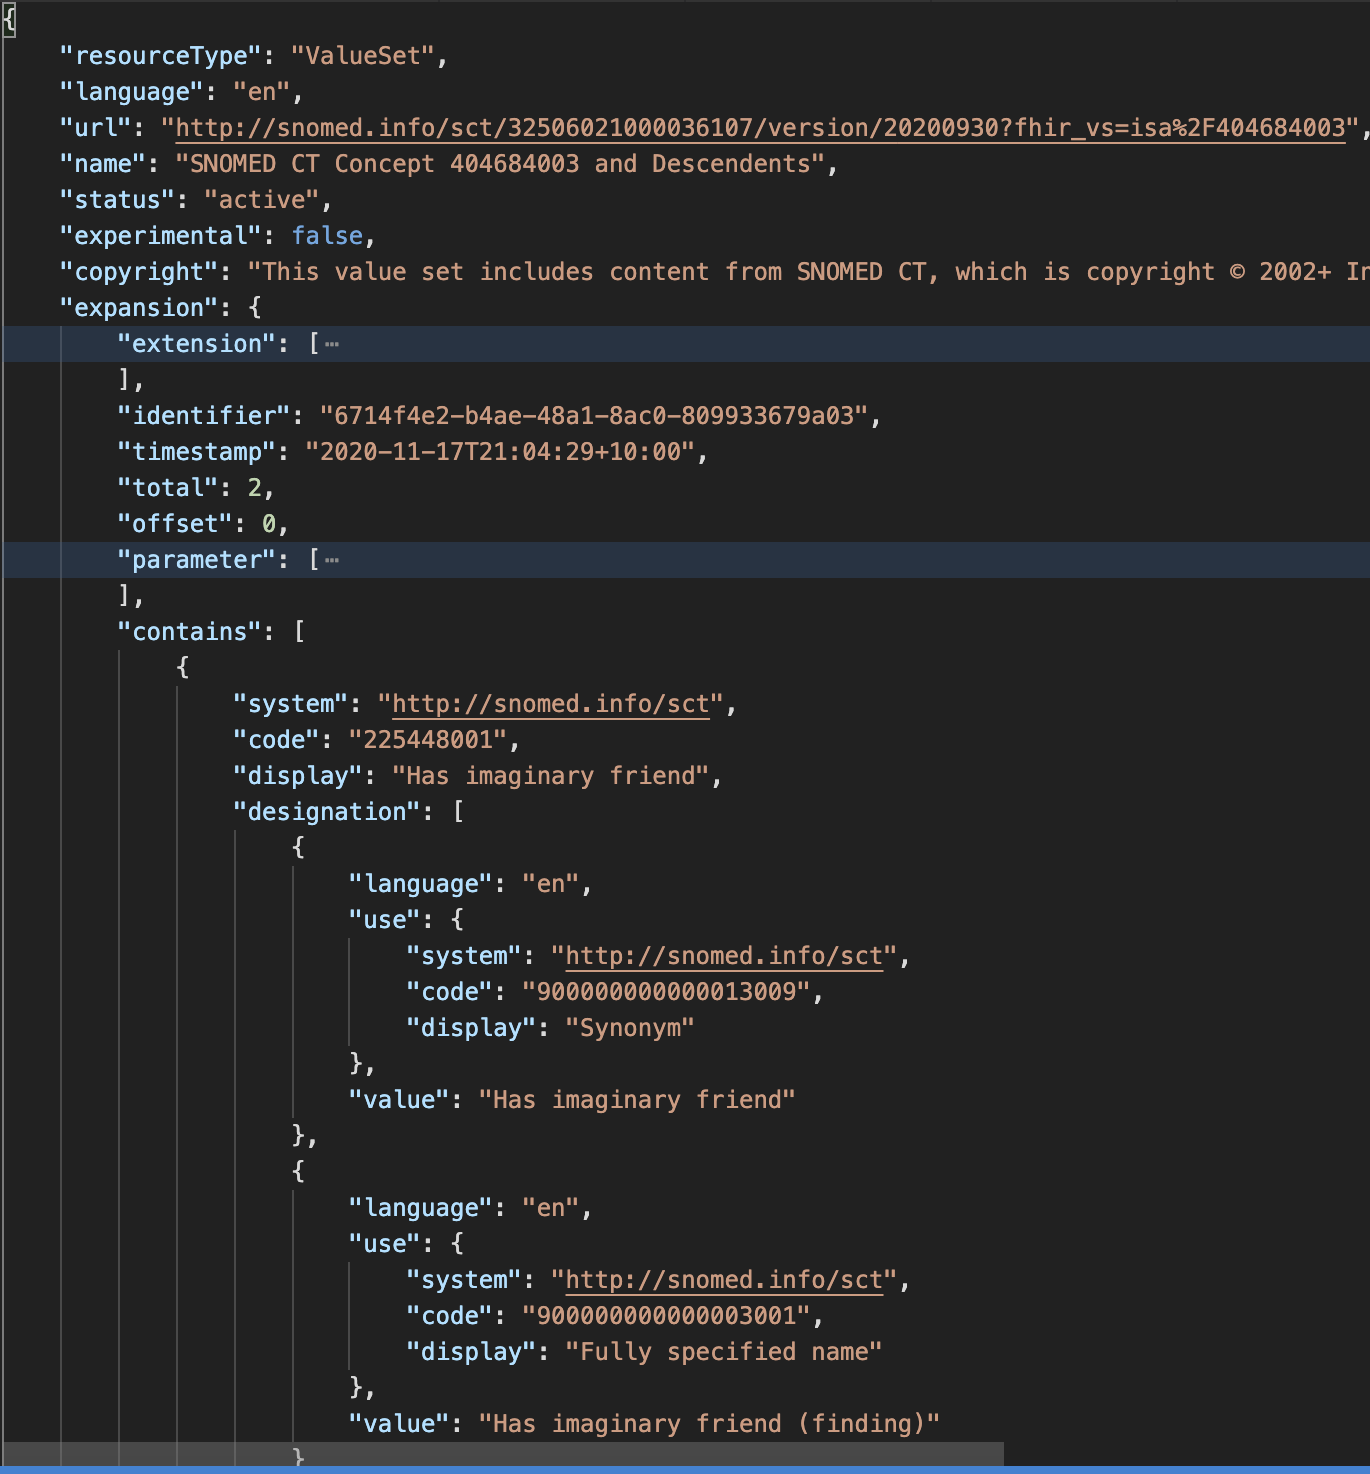 {
    "resourceType": "ValueSet",
    "language": "en",
    "url": "http://snomed.info/sct/32506021000036107/version/20200930?fhir_vs=isa%2F404684003",
    "name": "SNOMED CT Concept 404684003 and Descendents",
    "status": "active",
    "experimental": false,
    "copyright": "This value set includes content from SNOMED CT, which is copyright © 2002+ In
    "expansion": {
        "extension": [⋯
        ],
        "identifier": "6714f4e2-b4ae-48a1-8ac0-809933679a03",
        "timestamp": "2020-11-17T21:04:29+10:00",
        "total": 2,
        "offset": 0,
        "parameter": [⋯
        ],
        "contains": [
            {
                "system": "http://snomed.info/sct",
                "code": "225448001",
                "display": "Has imaginary friend",
                "designation": [
                    {
                        "language": "en",
                        "use": {
                            "system": "http://snomed.info/sct",
                            "code": "900000000000013009",
                            "display": "Synonym"
                        },
                        "value": "Has imaginary friend"
                    },
                    {
                        "language": "en",
                        "use": {
                            "system": "http://snomed.info/sct",
                            "code": "900000000000003001",
                            "display": "Fully specified name"
                        },
                        "value": "Has imaginary friend (finding)"
                    }